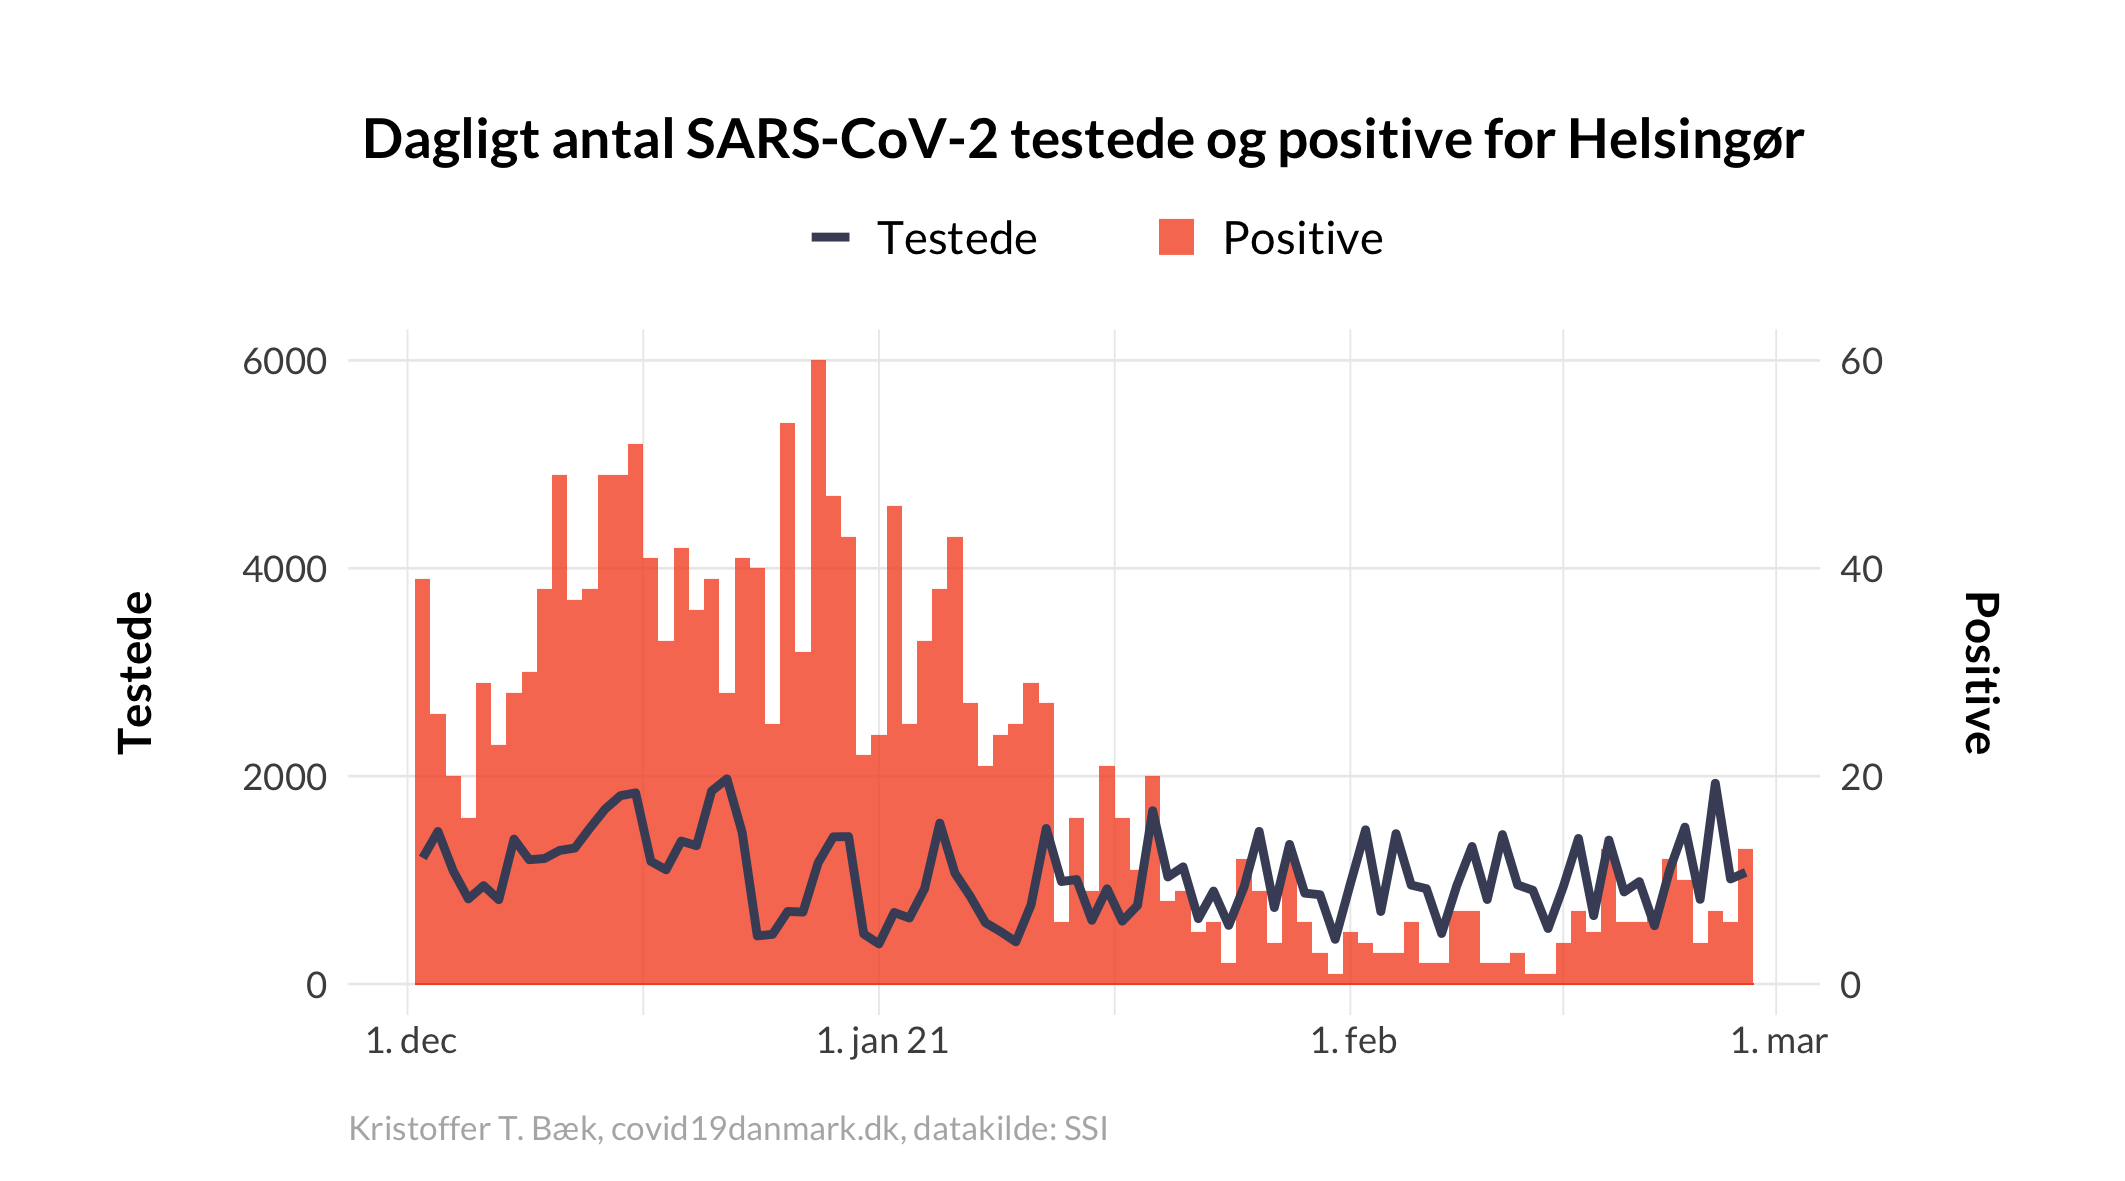 Dagligt antal SARS-CoV-2 testede og positive for Helsingør
Testede Positive
6000 60
4000 40
2000 20
0 0
Testede
Positive
1. dec 1. jan 21 1. feb 1. mar
Kristoffer T. Bæk, covid19danmark.dk, datakilde: SSI